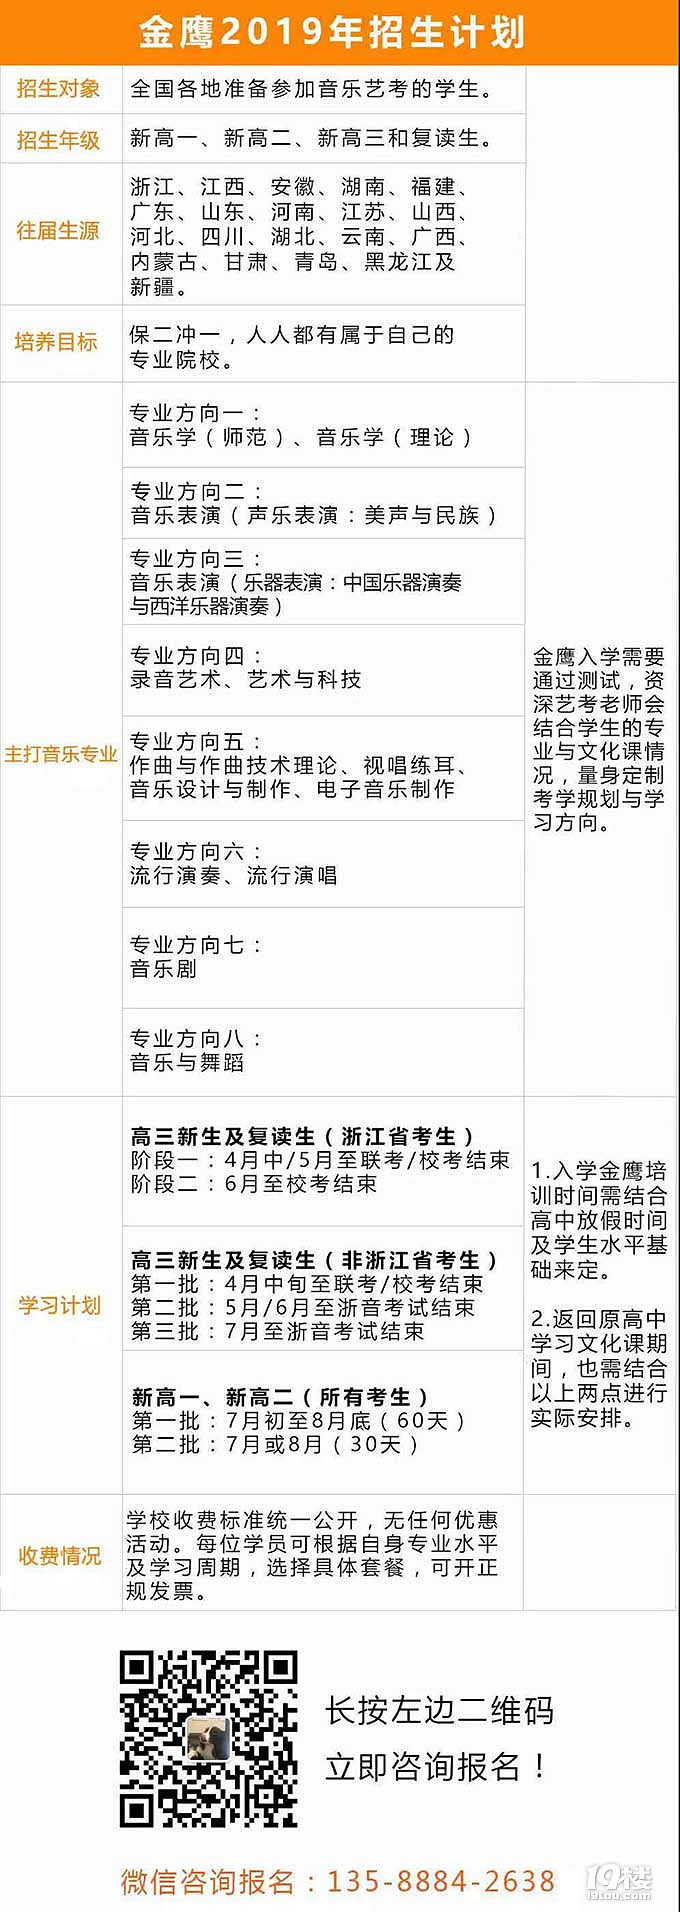 金鹰2019年招生计划
招生对象
全国各地准备参加音乐艺考的学生。
招生年级
新高一、新高二、新高三和复读生。
往届生源
浙江、江西、安徽、湖南、福建、
广东、山东、河南、江苏、山西、
河北、四川、湖北、云南、广西、
内蒙古、甘肃、青岛、黑龙江及
新疆。
培养目标
保二冲一，人人都有属于自己的
专业院校。
主打音乐专业
专业方向一：
音乐学（师范）、音乐学（理论）
专业方向二：
音乐表演（声乐表演：美声与民族）
专业方向三：
音乐表演（乐器表演：中国乐器演奏
与西洋乐器演奏）
专业方向四：
录音艺术、艺术与科技
专业方向五：
作曲与作曲技术理论、视唱练耳、
音乐设计与制作、电子音乐制作
专业方向六：
流行演奏、流行演唱
专业方向七：
音乐剧
专业方向八：
音乐与舞蹈
金鹰入学需要
通过测试，资
深艺考老师会
结合学生的专
业与文化课情
况，量身定制
考学规划与学
习方向。
学习计划
高三新生及复读生（浙江省考生）
阶段一：4月中/5月至联考/校考结束
阶段二：6月至校考结束
高三新生及复读生（非浙江省考生）
第一批：4月中旬至联考/校考结束
第二批：5月/6月至浙音考试结束
第三批：7月至浙音考试结束
新高一、新高二（所有考生）
第一批：7月初至8月底（60天）
第二批：7月或8月（30天）
1.入学金鹰培
训时间需结合
高中放假时间
及学生水平基
础来定。
2.返回原高中
学习文化课期
间，也需结合
以上两点进行
实际安排。
收费情况
学校收费标准统一公开，无任何优惠
活动。每位学员可根据自身专业水平
及学习周期，选择具体套餐，可开正
规发票。
长按左边二维码
立即咨询报名！
微信咨询报名：135-8884-2638
19楼
19lou.com